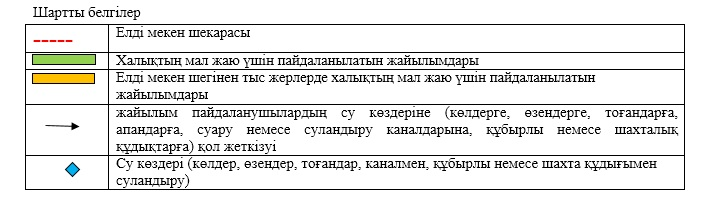 Шартты белгілер
Елді мекен шекарасы
Халықтың мал жаю үшін пайдаланылатын жайылымдары
Елді мекен шегінен тыс жерлерде халықтың мал жаю үшін пайдаланылатын
жайылымдары
жайылым пайдаланушылардың су көздеріне (көлдерге, өзендерге, тоғандарға,
апандарға, суару немесе суландыру каналдарына, құбырлы немесе шахталық
құдықтарға) қол жеткізуі
Су көздері (көлдер, өзендер, тоғандар, каналмен, құбырлы немесе шахта құдығымен
суландыру)